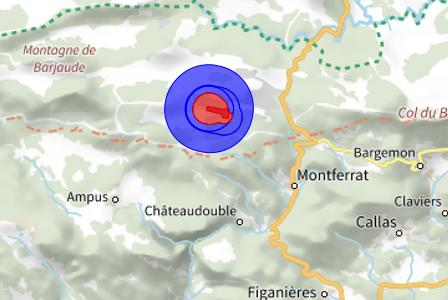 Montagne de
Barjaude
Col du B
Bargemon
Montferrat
Ampus
Claviers
Châteaudouble
Callas
Figanières